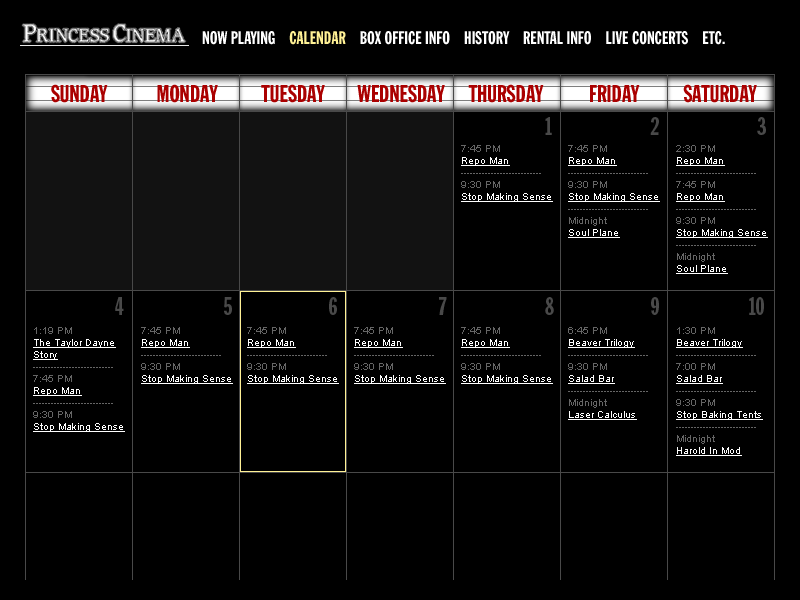 PRINCESS CINEMA NOW PLAYING CALENDAR BOX OFFICE INFO HISTORY RENTAL INFO LIVE CONCERTS ETC.
SUNDAY MONDAY TUESDAY WEDNESDAY THURSDAY FRIDAY SATURDAY
1
7:45 PM
Repo Man
9:30 PM
Stop Making Sense
2
7:45 PM
Repo Man
9:30 PM
Stop Making Sense
Midnight
Soul Plane
3
2:30 PM
Repo Man
7:45 PM
Repo Man
9:30 PM
Stop Making Sense
Midnight
Soul Plane
4
1:19 PM
The Taylor Dayne
Story
7:45 PM
Repo Man
9:30 PM
Stop Making Sense
5
7:45 PM
Repo Man
9:30 PM
Stop Making Sense
6
7:45 PM
Repo Man
9:30 PM
Stop Making Sense
7
7:45 PM
Repo Man
9:30 PM
Stop Making Sense
8
7:45 PM
Repo Man
9:30 PM
Stop Making Sense
9
6:45 PM
Beaver Trilogy
9:30 PM
Salad Bar
Midnight
Laser Calculus
10
1:30 PM
Beaver Trilogy
7:00 PM
Salad Bar
9:30 PM
Stop Baking Tents
Midnight
Harold In Mod